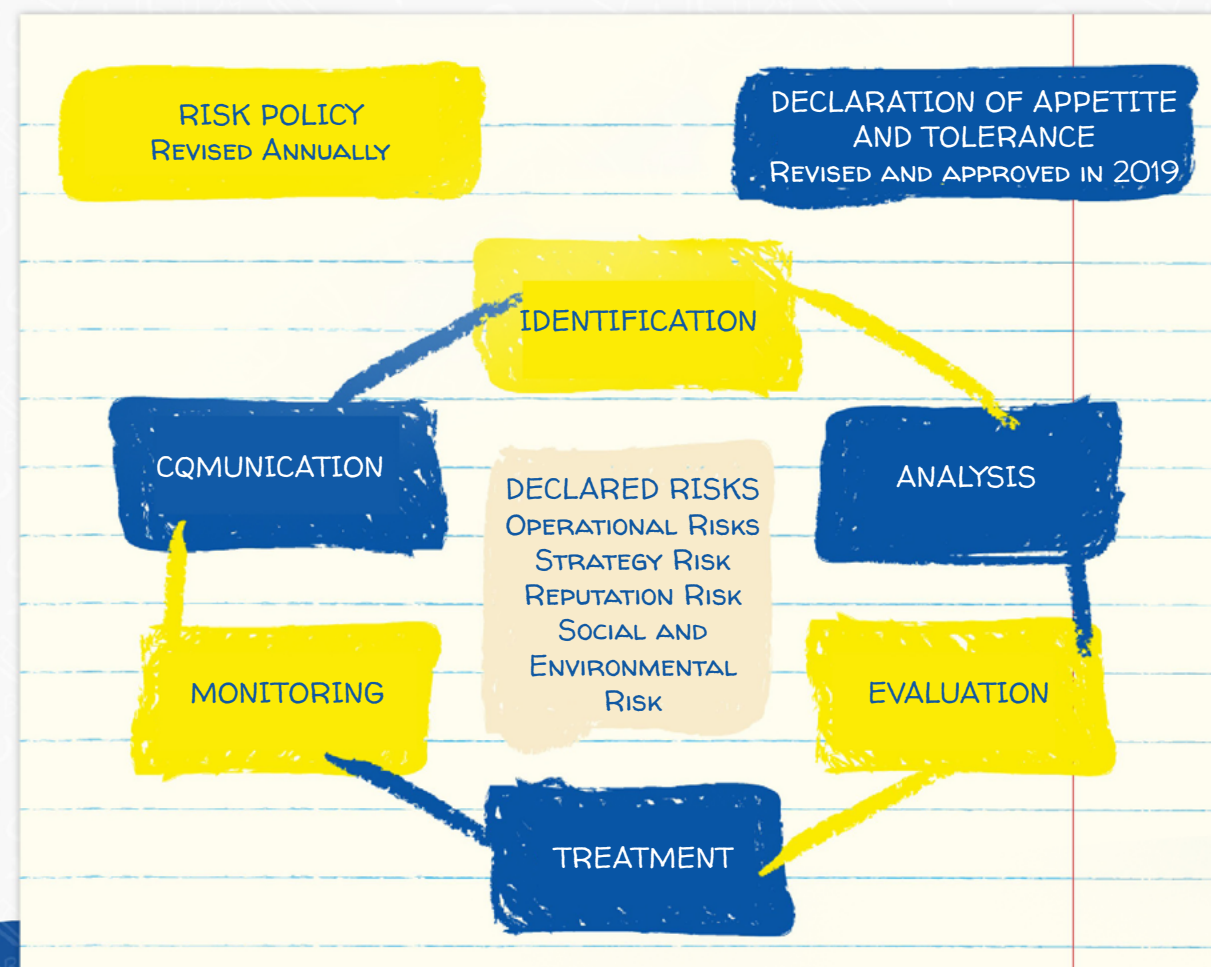 RISK POLICY
REVISED ANNUALLY
DECLARATION OF APPETITE
AND TOLERANCE
REVISED AND APPROVED IN 2019
IDENTIFICATION
CQMUNICATION
ANALYSIS
DECLARED RISKS
OPERATIONAL RISKS
STRATEGY RISK
REPUTATION RISK
SOCIAL AND
ENVIRONMENTAL
RISK
MONITORING
EVALUATION
TREATMENT